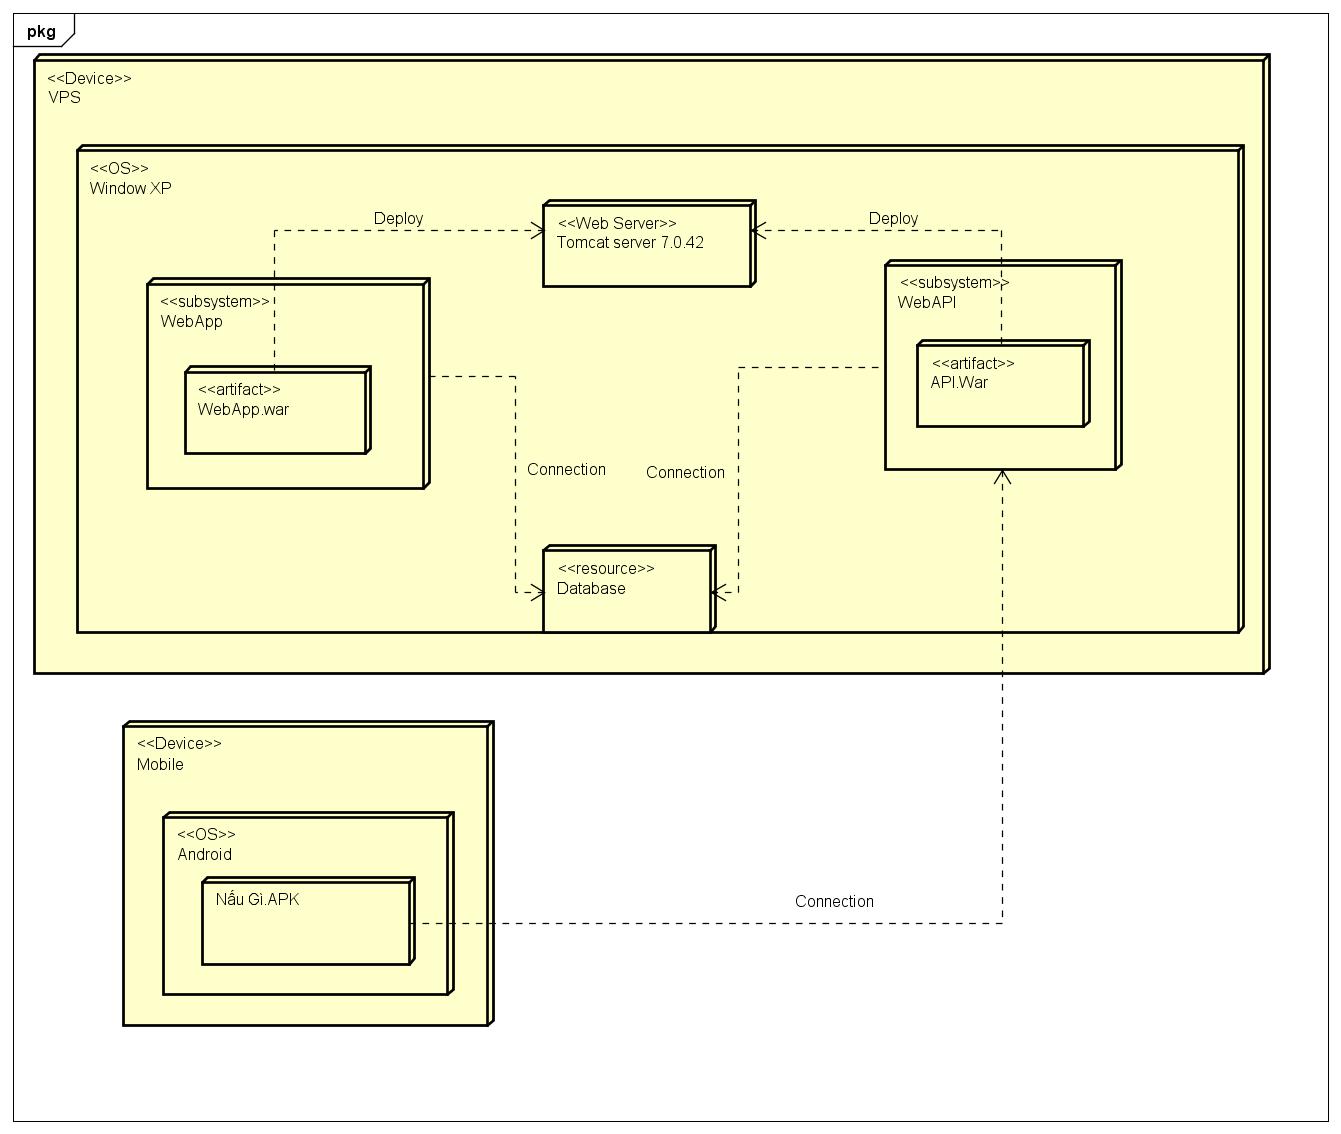 pkg
<<Device>>
VPS
<<OS>>
Window XP
Deploy
<<Web Server>>
Tomcat server 7.0.42
Deploy
<<subsystem>>
WebApp
<<subsystem>>
WebAPI
<<artifact>>
WebApp.war
<<artifact>>
API.War
Connection
Connection
<<resource>>
Database
<<Device>>
Mobile
<<OS>>
Android
Nấu Gì.APK
Connection